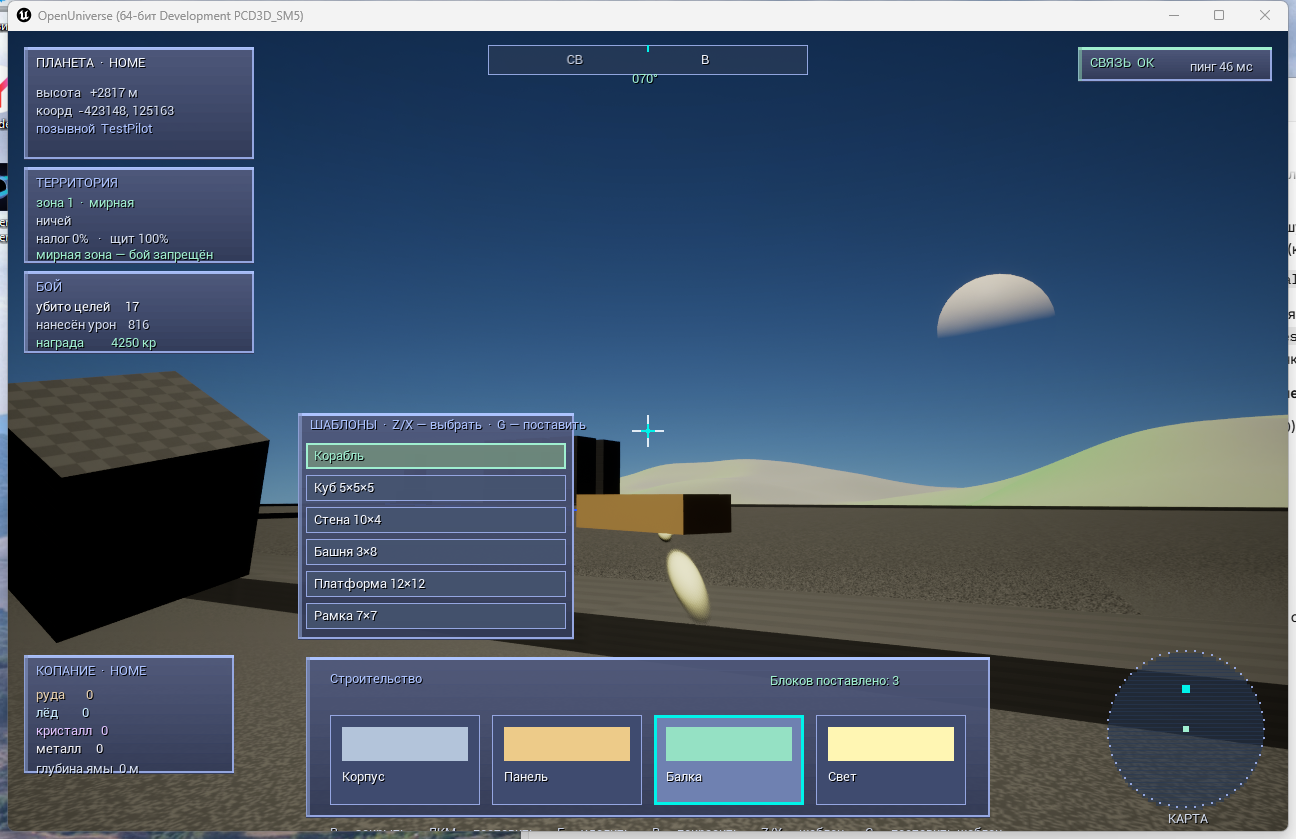 OpenUniverse (64-бит Development PCD3D_SM5)
ПЛАНЕТА · HOME
высота +2817 м
коорд -423148, 125163
позывной TestPilot
СВ В
070°
СВЯЗЬ ОК пинг 46 мс
ТЕРРИТОРИЯ
зона 1 · мирная
ничей
налог 0% · щит 100%
мирная зона — бой запрещён
БОЙ
убито целей 17
нанесён урон 816
награда 4250 кр
ШАБЛОНЫ · Z/X — выбрать · G — поставить
Корабль
Куб 5×5×5
Стена 10×4
Башня 3×8
Платформа 12×12
Рамка 7×7
КОПАНИЕ · HOME
руда 0
лёд 0
кристалл 0
металл 0
глубина ямы 0 м
Строительство
Блоков поставлено: 3
Корпус
Панель
Балка
Свет
КАРТА